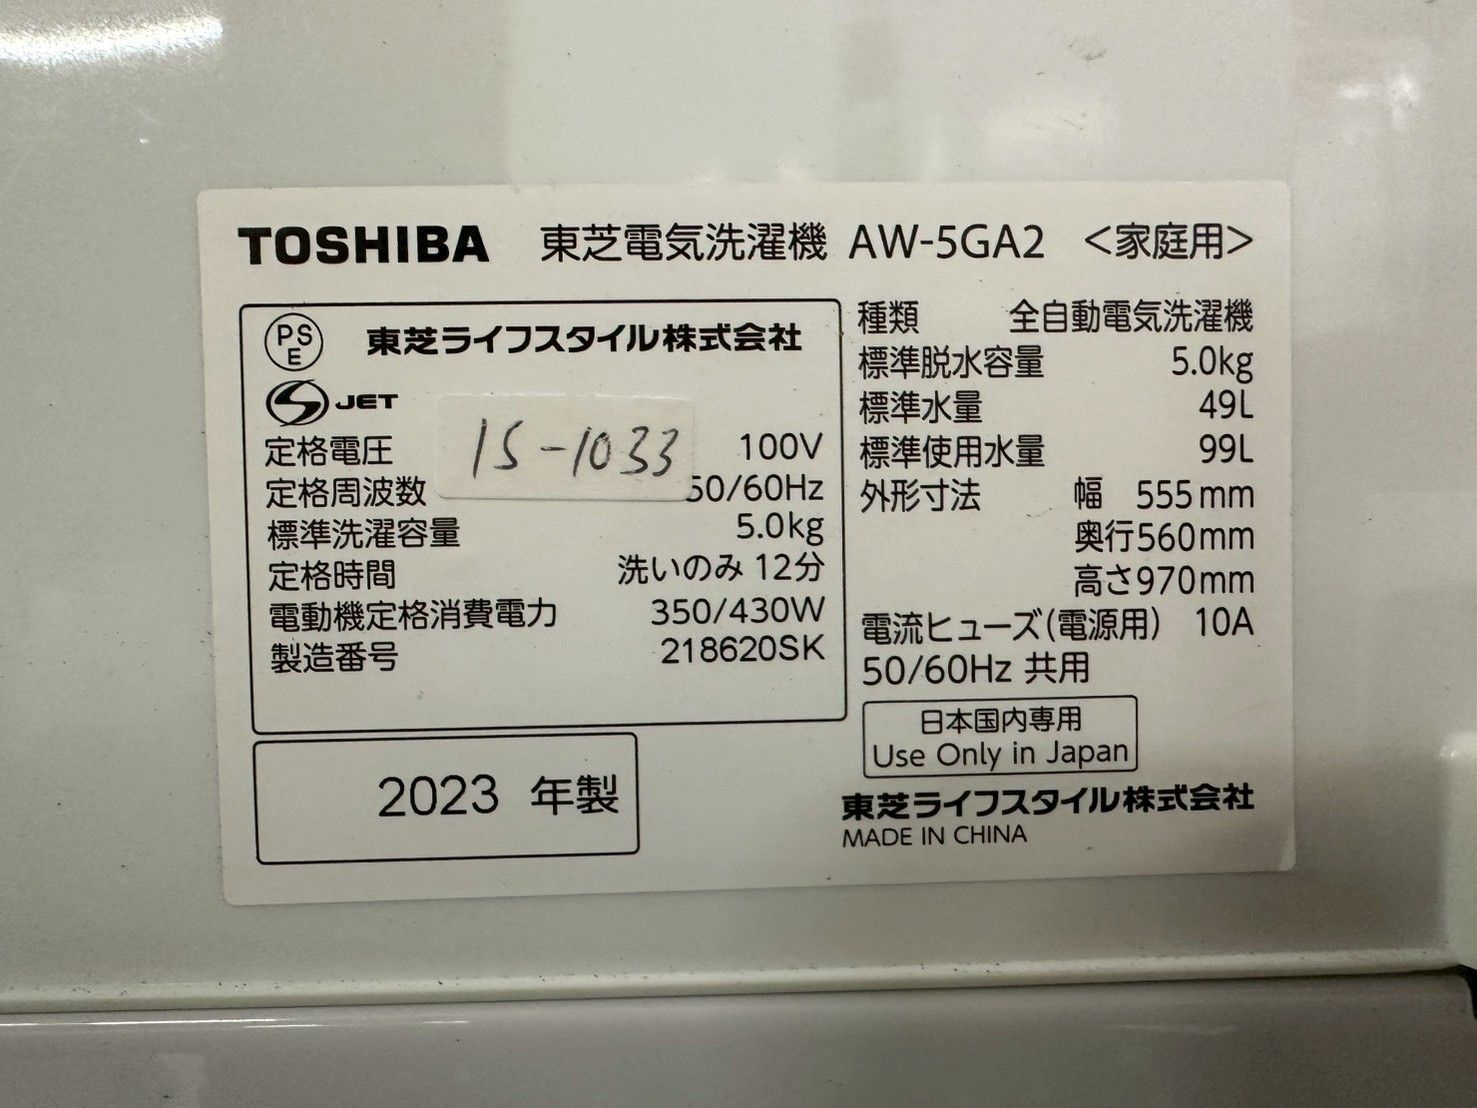 TOSHIBA 東芝電気洗濯機 AW-5GA2 <家庭用>
PS
E
東芝ライフスタイル株式会社
S JET
15-1033
定格電圧 100V
定格周波数 50/60Hz
標準洗濯容量 5.0kg
定格時間 洗いのみ 12分
電動機定格消費電力 350/430W
製造番号 218620SK
2023 年製
種類 全自動電気洗濯機
標準脱水容量 5.0kg
標準水量 49L
標準使用水量 99L
外形寸法 幅 555mm
奥行560mm
高さ970mm
電流ヒューズ(電源用) 10A
50/60Hz 共用
日本国内専用
Use Only in Japan
東芝ライフスタイル株式会社
MADE IN CHINA